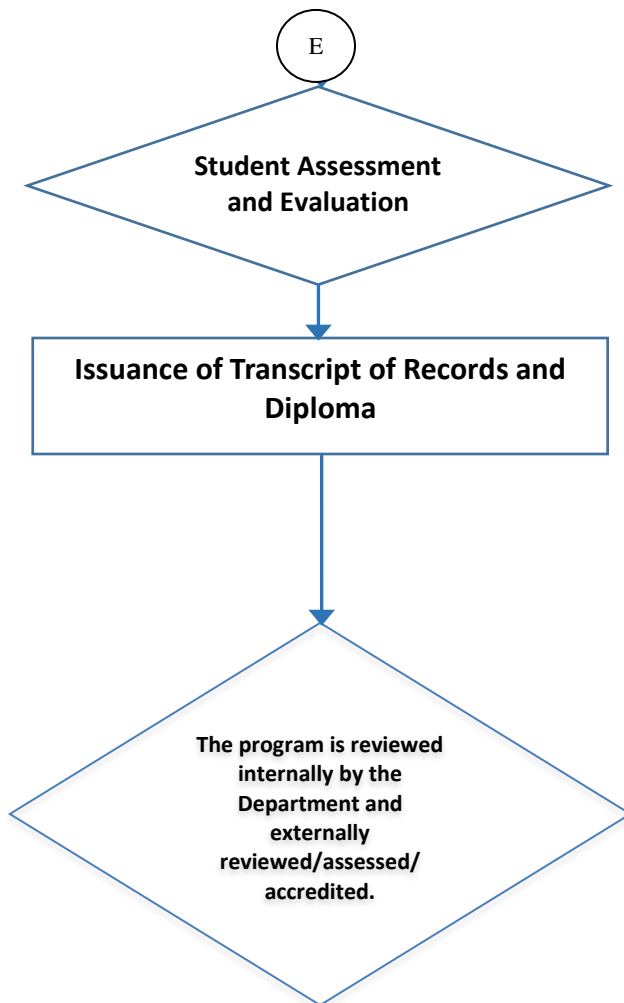 E
Student Assessment
and Evaluation
Issuance of Transcript of Records and
Diploma
The program is reviewed
internally by the
Department and
externally
reviewed/assessed/
accredited.